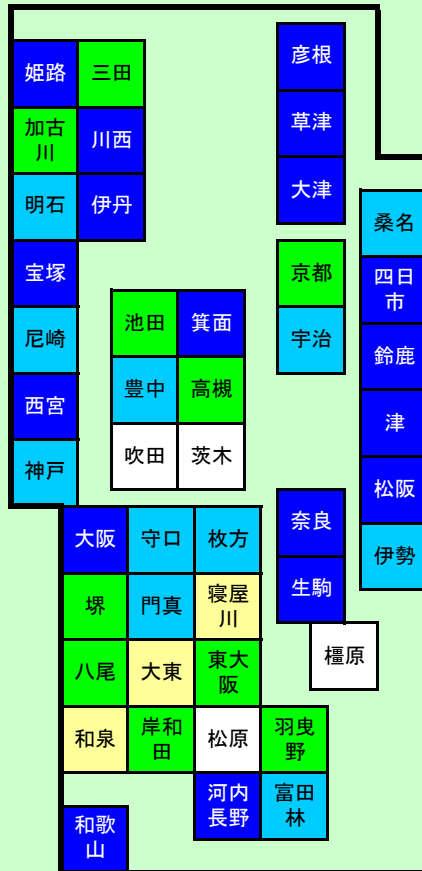 姫路
三田
加古
川
川西
明石
伊丹
宝塚
尼崎
西宮
神戸
彦根
草津
大津
京都
宇治
桑名
四日
市
鈴鹿
津
松阪
伊勢
池田
箕面
豊中
高槻
吹田
茨木
大阪
守口
枚方
堺
門真
寝屋
川
八尾
大東
東大
阪
和泉
岸和
田
松原
羽曳
野
河内
長野
富田
林
和歌
山
奈良
生駒
橿原